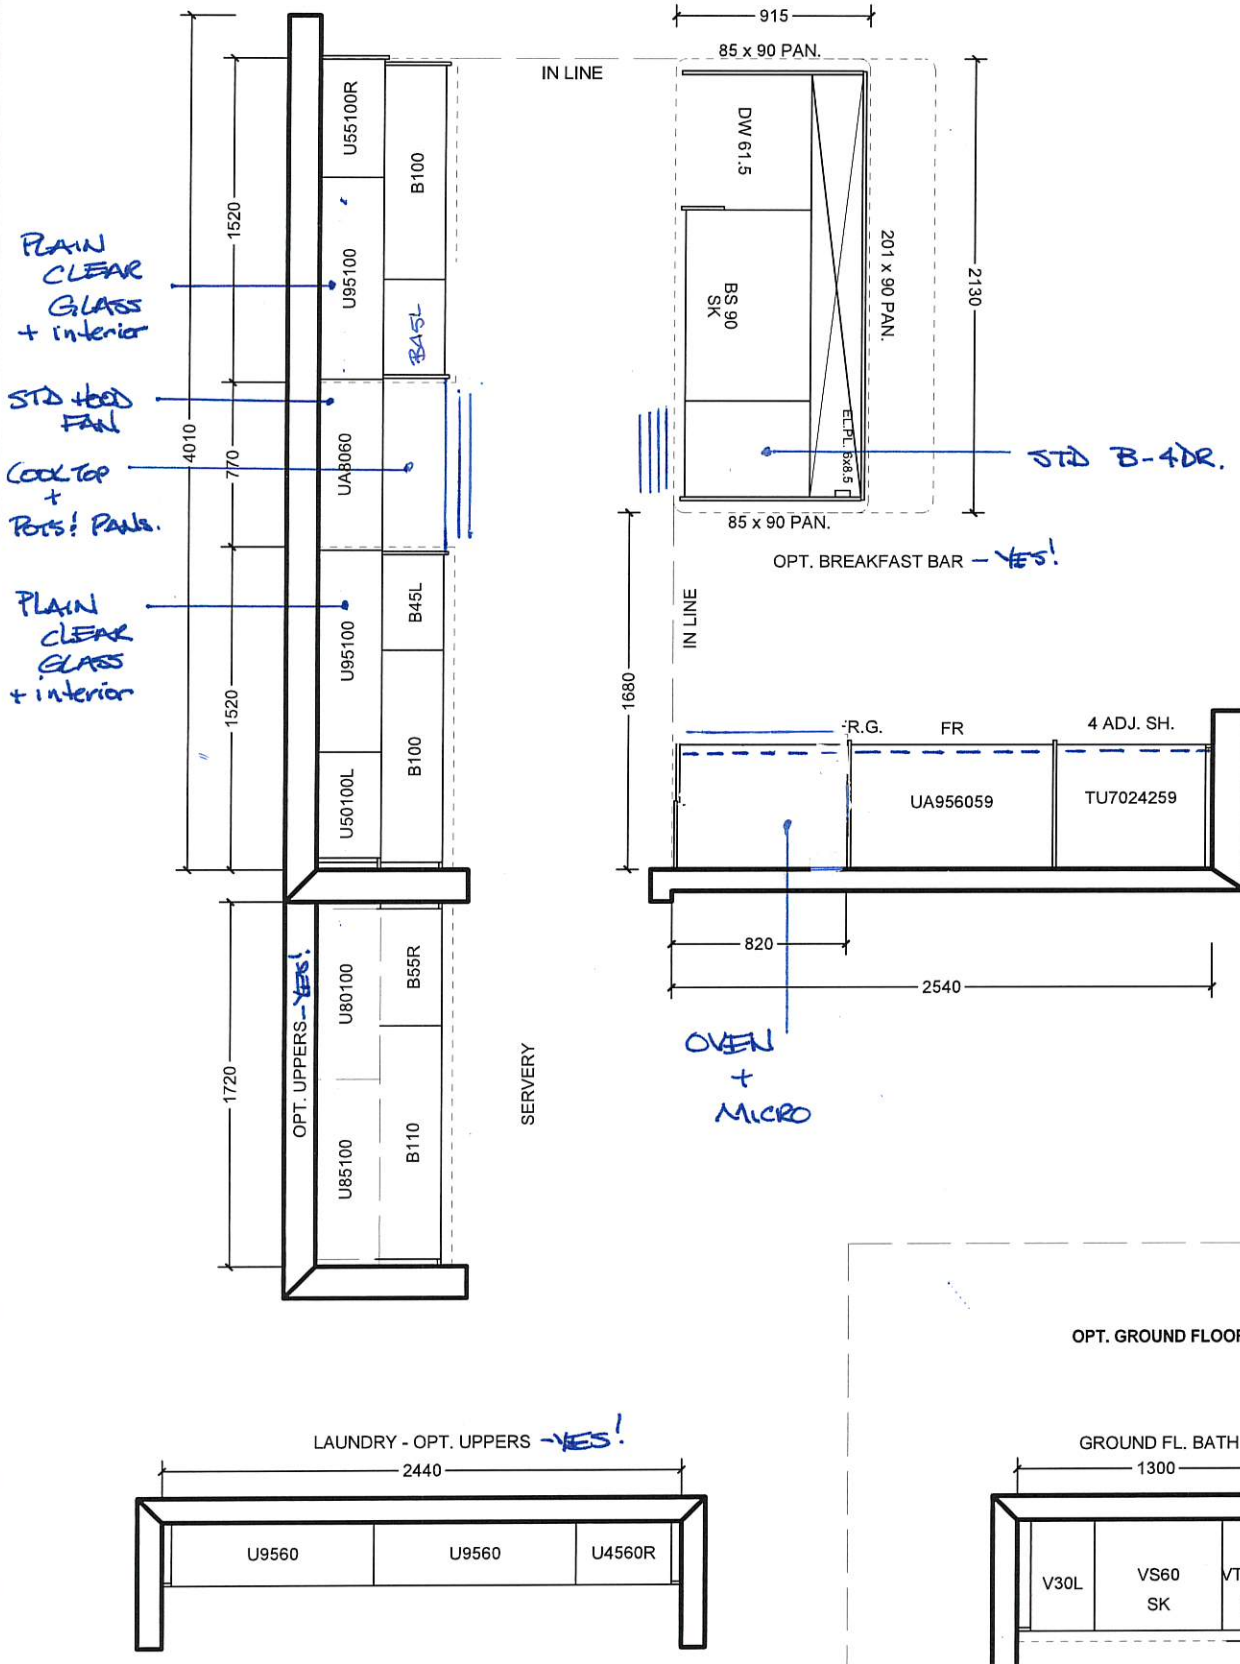 915
85 x 90 PAN.
IN LINE
U55100R
B100
DW 61.5
1520
PLAIN
CLEAR
GLASS
+ interior
U95100
B45L
BS 90
SK
201 x 90 PAN.
2130
STD HOOD
FAN
4010
770
UA8060
COOKTOP
+
POTS! PANS.
EL.PL. 6x8.5
STD B-4DR.
85 x 90 PAN.
OPT. BREAKFAST BAR - YES!
PLAIN
CLEAR
GLASS
+ interior
U95100
B45L
IN LINE
1520
1680
B100
U50100L
R.G.
FR
4 ADJ. SH.
UA956059
TU7024259
820
2540
OPT. UPPERS - YES!
U80100
B55R
1720
U85100
B110
SERVERY
OVEN
+
MICRO
OPT. GROUND FLOOR
LAUNDRY - OPT. UPPERS - YES!
2440
U9560
U9560
U4560R
GROUND FL. BATH
1300
V30L
VS60
SK
VT